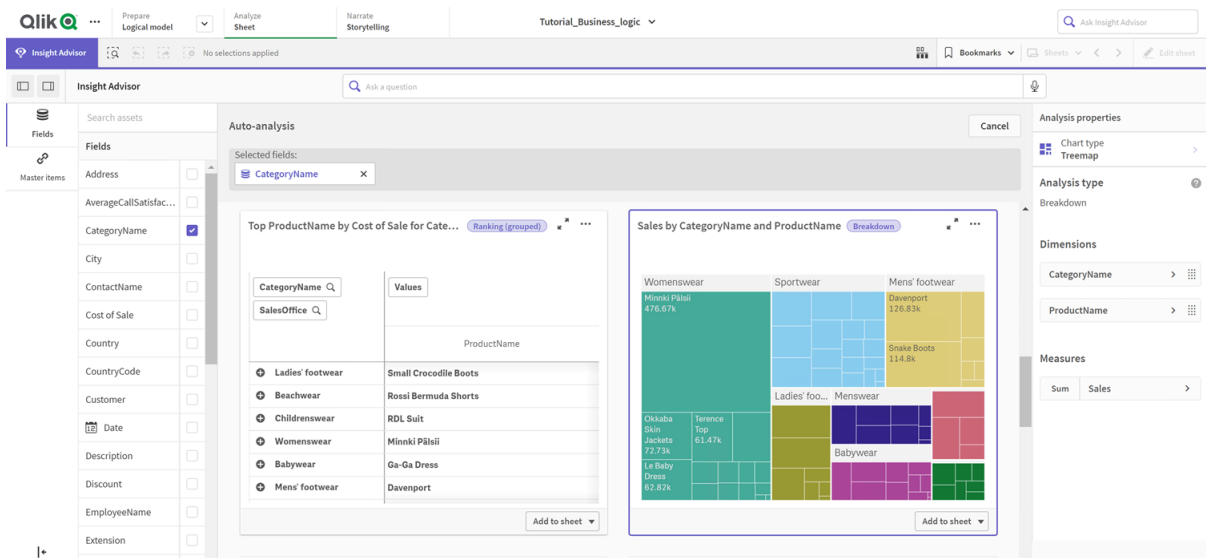 Qlik
Prepare
Logical model
Analyze
Sheet
Narrate
Storytelling
Tutorial_Business_logic
Ask Insight Advisor
Insight Advisor
No selections applied
Bookmarks
Sheets
Edit sheet
Insight Advisor
Ask a question
Fields
Master items
Search assets
Fields
Address
AverageCallSatisfac...
CategoryName
City
ContactName
Cost of Sale
Country
CountryCode
Customer
Date
Description
Discount
EmployeeName
Extension
Auto-analysis
Cancel
Selected fields:
CategoryName
Top ProductName by Cost of Sale for Cate...
Ranking (grouped)
CategoryName
SalesOffice
Values
ProductName
Ladies' footwear Small Crocodile Boots
Beachwear Rossi Bermuda Shorts
Childrenswear RDL Suit
Womenswear Minnki Pälsii
Babywear Ga-Ga Dress
Mens' footwear Davenport
Add to sheet
Sales by CategoryName and ProductName
Breakdown
Womenswear
Minnki Pälsii
476.67k
Okkaba
Skin
Jackets
72.73k
Terence
Top
61.47k
Le Baby
Dress
62.82k
Sportwear
Mens' footwear
Davenport
126.83k
Snake Boots
114.8k
Ladies' foo...
Menswear
Babywear
Add to sheet
Analysis properties
Chart type
Treemap
Analysis type
Breakdown
Dimensions
CategoryName
ProductName
Measures
Sum Sales